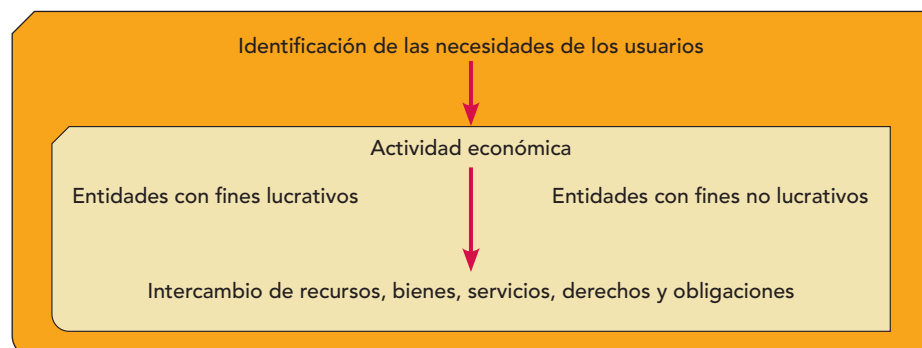 Identificación de las necesidades de los usuarios
Actividad económica
Entidades con fines lucrativos
Entidades con fines no lucrativos
Intercambio de recursos, bienes, servicios, derechos y obligaciones